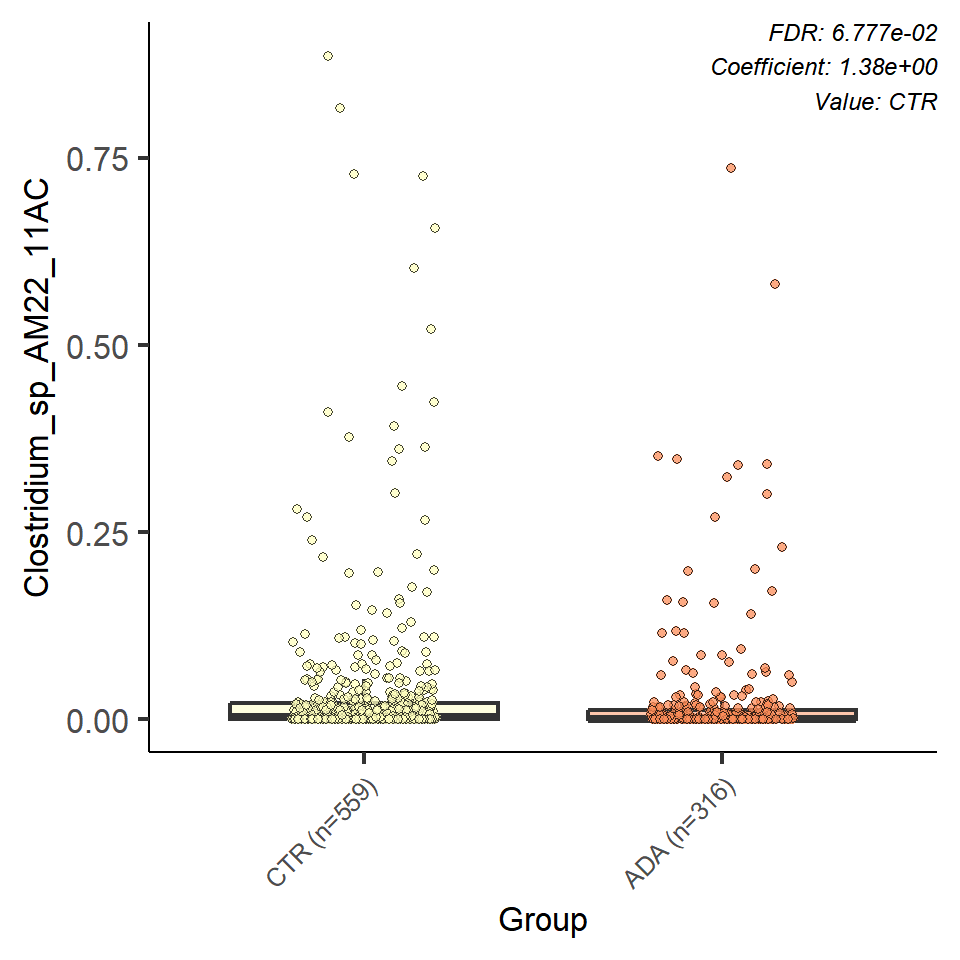 FDR: 6.777e-02
Coefficient: 1.38e+00
Value: CTR
Clostridium_sp_AM22_11AC
0.75
0.50
0.25
0.00
CTR (n=559)
ADA (n=316)
Group